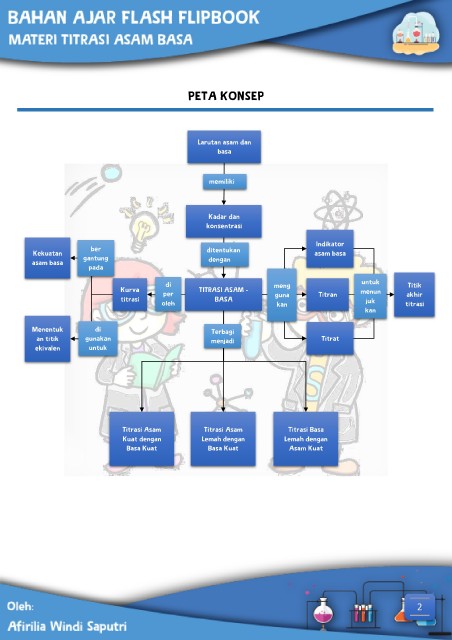 BAHAN AJAR FLASH FLIPBOOK
MATERI TITRASI ASAM BASA
PETA KONSEP
Larutan asam dan
basa
memiliki
Kadar dan
konsentrasi
ditentukan
dengan
TITRASI ASAM -
BASA
di
per
oleh
Kurva
titrasi
ber
gantung
pada
Kekuatan
asam basa
di
gunakan
untuk
Menentuk
an titik
ekivalen
meng
guna
kan
Indikator
asam basa
Titran
Titrat
untuk
menun
juk
kan
Titik
akhir
titrasi
Terbagi
menjadi
Titrasi Asam
Kuat dengan
Basa Kuat
Titrasi Asam
Lemah dengan
Basa Kuat
Titrasi Basa
Lemah dengan
Asam Kuat
Oleh:
Afirilia Windi Saputri
2